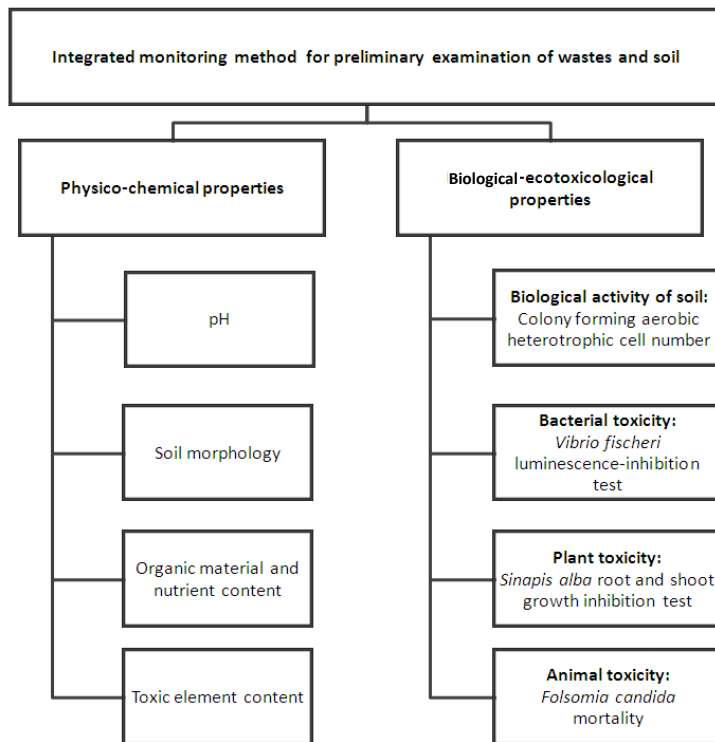 Integrated monitoring method for preliminary examination of wastes and soil
Physico-chemical properties
Biological-ecotoxicological
properties
pH
Soil morphology
Organic material and
nutrient content
Toxic element content
Biological activity of soil:
Colony forming aerobic
heterotrophic cell number
Bacterial toxicity:
Vibrio fischeri
luminescence-inhibition
test
Plant toxicity:
Sinapis alba root and shoot
growth inhibition test
Animal toxicity:
Folsomia candida
mortality